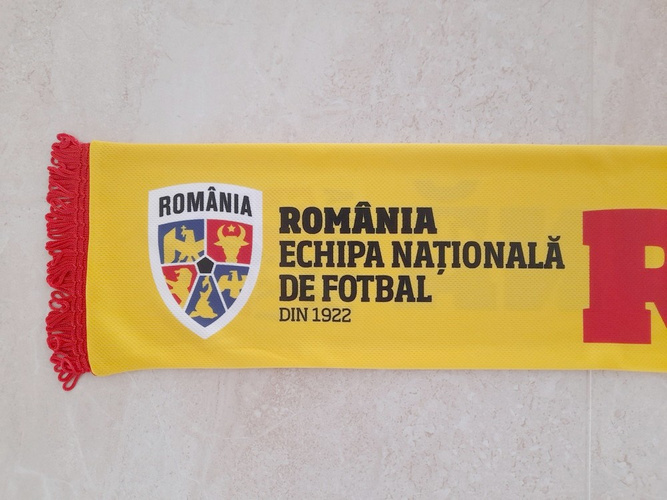 ROMÂNIA
ROMÂNIA
ECHIPA NAȚIONALĂ
DE FOTBAL
DIN 1922
R